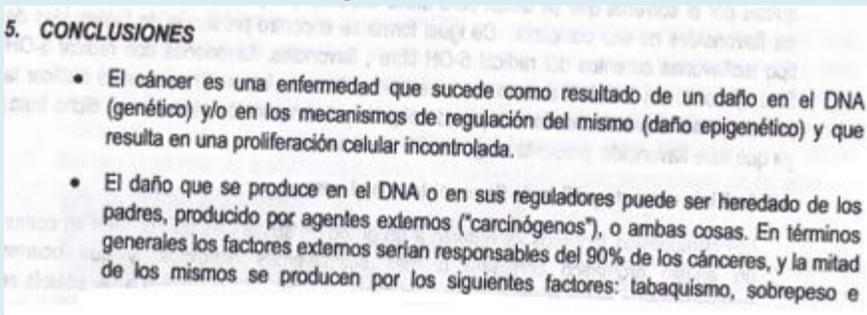 5. CONCLUSIONES
• El cáncer es una enfermedad que sucede como resultado de un daño en el DNA
(genético) y/o en los mecanismos de regulación del mismo (daño epigenético) y que
resulta en una proliferación celular incontrolada.
• El daño que se produce en el DNA o en sus reguladores puede ser heredado de los
padres, producido por agentes externos ("carcinógenos"), o ambas cosas. En términos
generales los factores externos serían responsables del 90% de los cánceres, y la mitad
de los mismos se producen por los siguientes factores: tabaquismo, sobrepeso e